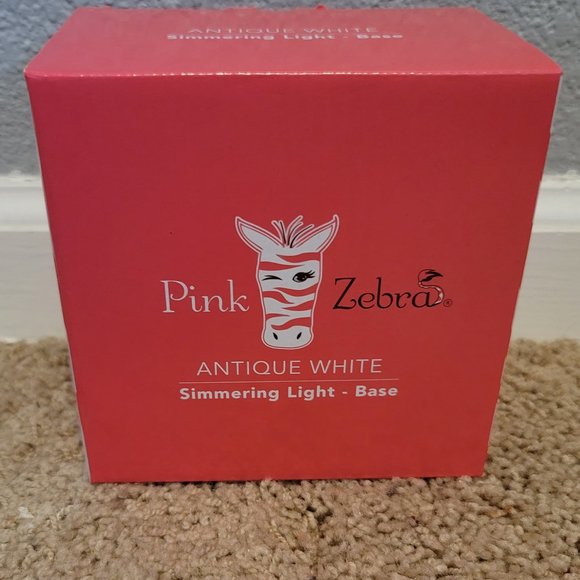 ANTIQUE WHITE
Simmering Light - Base
Pink Zebra®
ANTIQUE WHITE
Simmering Light - Base